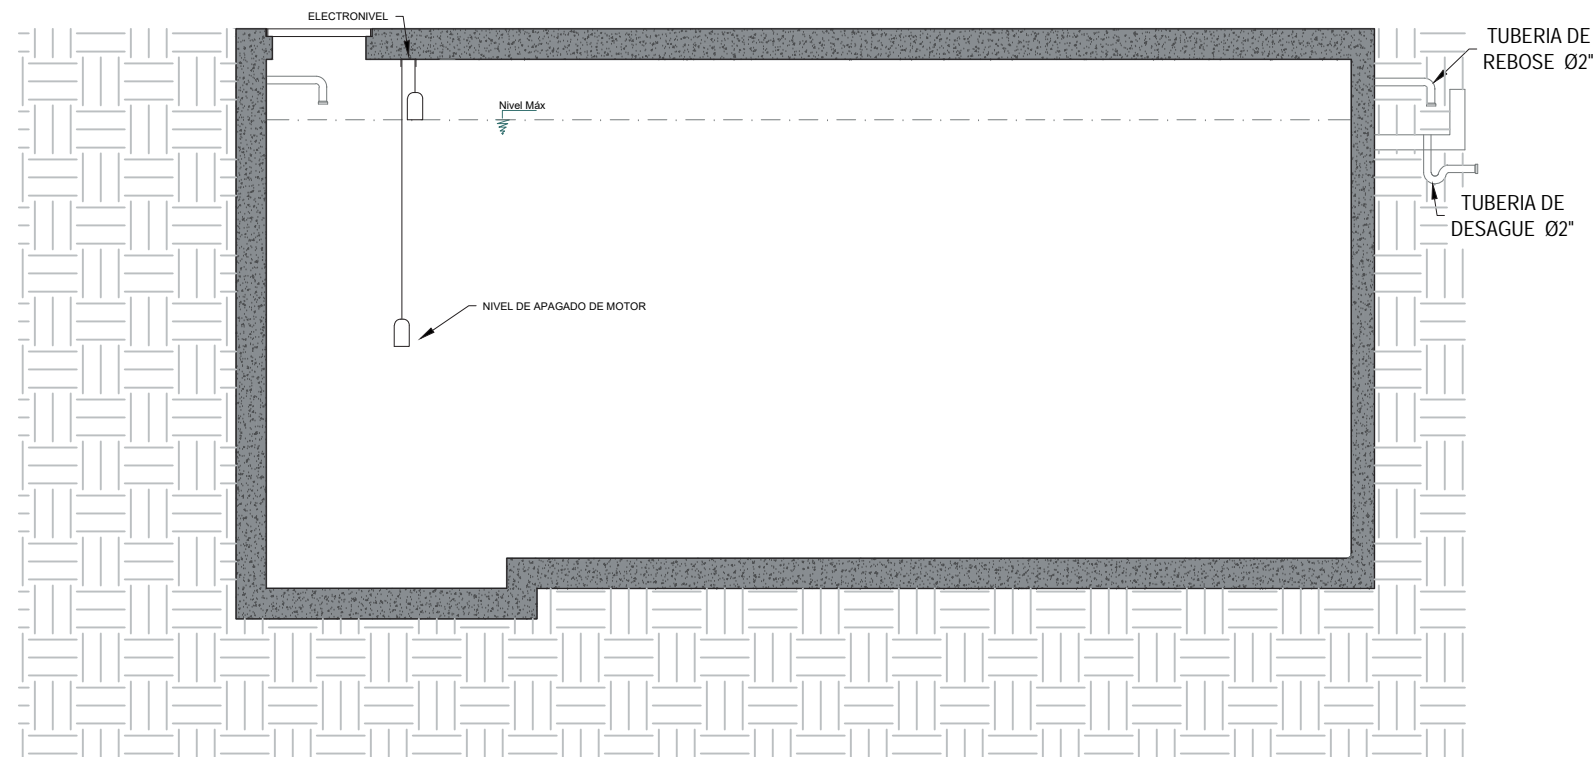 ELECTRONIVEL
TUBERIA DE
REBOSE Ø2"
Nivel Máx
TUBERIA DE
DESAGUE Ø2"
NIVEL DE APAGADO DE MOTOR